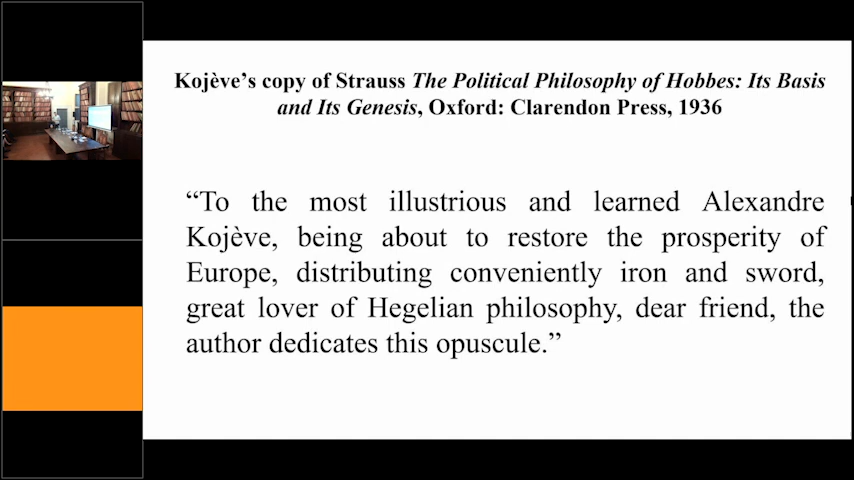 Kojève’s copy of Strauss The Political Philosophy of Hobbes: Its Basis
and Its Genesis, Oxford: Clarendon Press, 1936
“To the most illustrious and learned Alexandre
Kojève, being about to restore the prosperity of
Europe, distributing conveniently iron and sword,
great lover of Hegelian philosophy, dear friend, the
author dedicates this opuscule.”